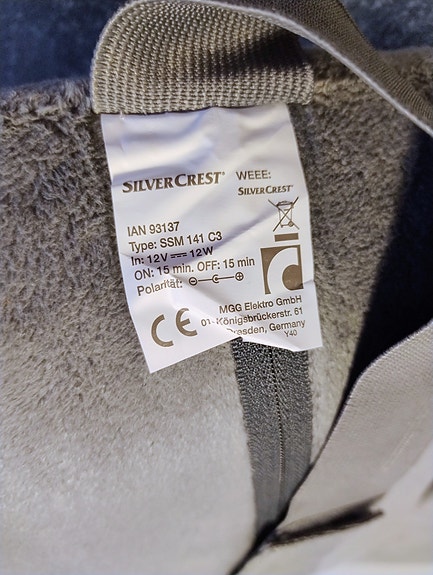 SILVERCREST® WEEE:
SILVERCREST®
IAN 93137
Type: SSM 141 C3
In: 12V ⎓ 12W
ON: 15 min. OFF: 15 min
Polarität:
MGG Elektro GmbH
01-Königsbrückerstr. 61
Dresden, Germany
Y40
CE